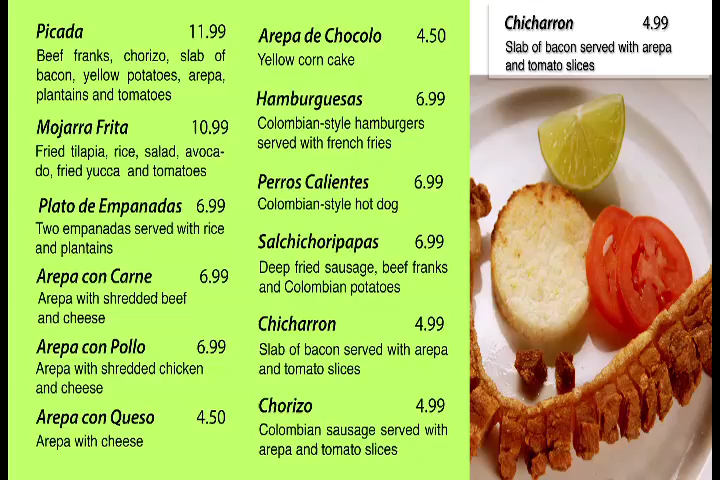 Picada 11.99
Beef franks, chorizo, slab of
bacon, yellow potatoes, arepa,
plantains and tomatoes
Mojarra Frita 10.99
Fried tilapia, rice, salad, avoca-
do, fried yucca and tomatoes
Plato de Empanadas 6.99
Two empanadas served with rice
and plantains
Arepa con Carne 6.99
Arepa with shredded beef
and cheese
Arepa con Pollo 6.99
Arepa with shredded chicken
and cheese
Arepa con Queso 4.50
Arepa with cheese
Arepa de Chocolo 4.50
Yellow corn cake
Hamburguesas 6.99
Colombian-style hamburgers
served with french fries
Perros Calientes 6.99
Colombian-style hot dog
Salchichoripapas 6.99
Deep fried sausage, beef franks
and Colombian potatoes
Chicharron 4.99
Slab of bacon served with arepa
and tomato slices
Chorizo 4.99
Colombian sausage served with
arepa and tomato slices
Chicharron 4.99
Slab of bacon served with arepa
and tomato slices